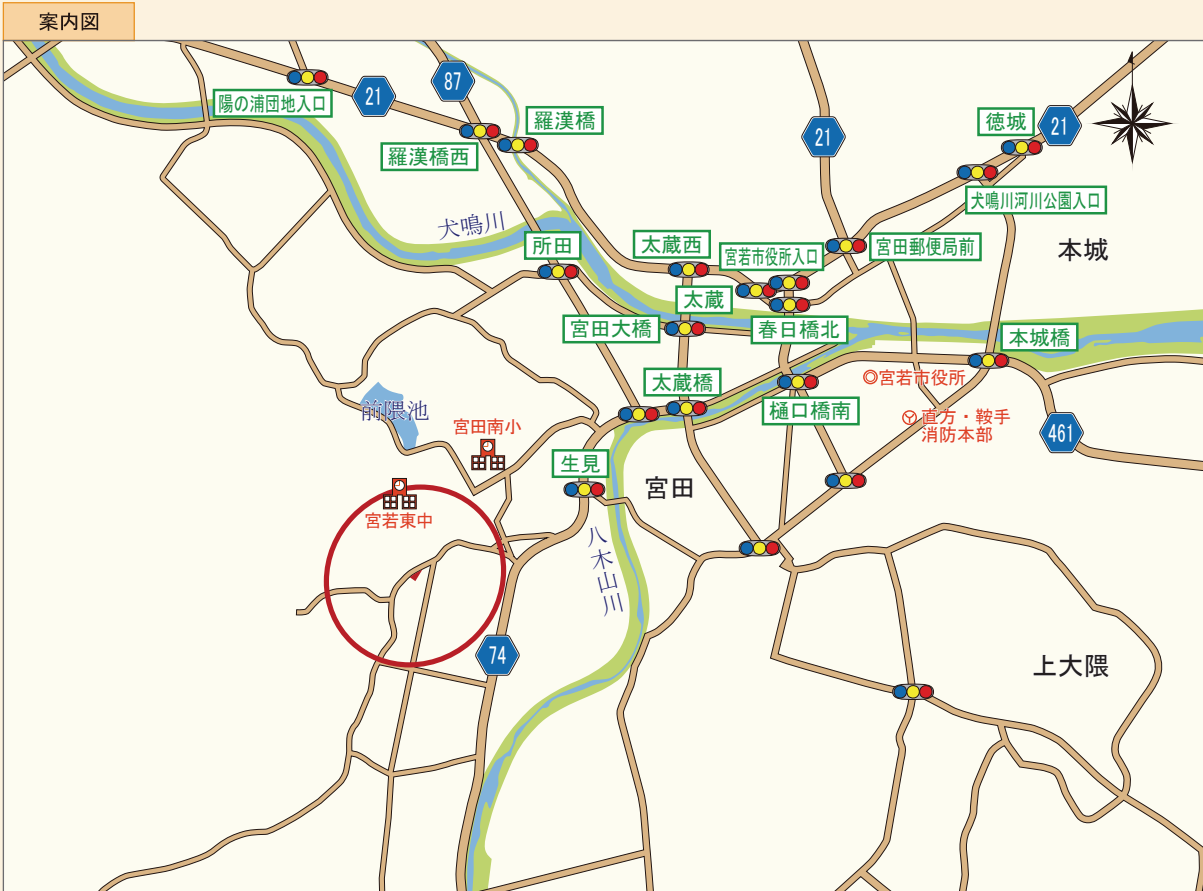 案内図
陽の浦団地入口
21
87
羅漢橋
羅漢橋西
21
徳城
21
犬鳴川河川公園入口
本城
犬鳴川
所田
太蔵西
宮若市役所入口
宮田郵便局前
太蔵
宮田大橋
春日橋北
本城橋
太蔵橋
樋口橋南
宮若市役所
直方・鞍手
消防本部
461
前隈池
宮田南小
生見
宮田
宮若東中
八木山川
74
上大隈